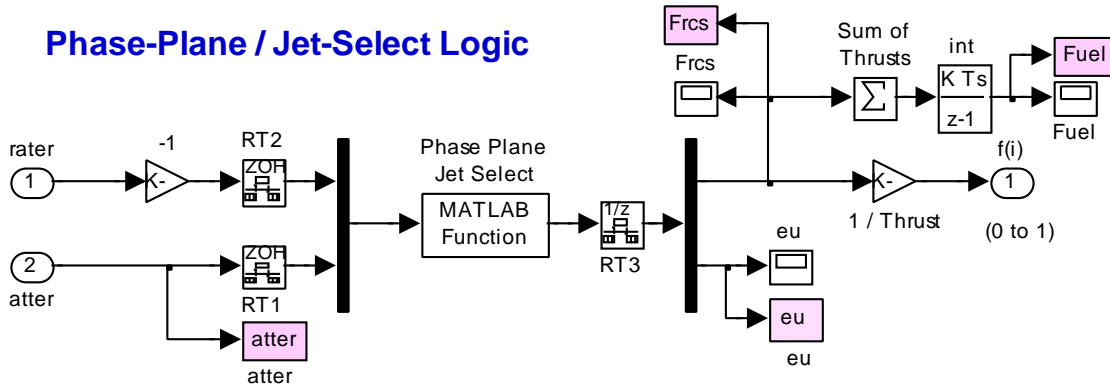 Phase-Plane / Jet-Select Logic
Frcs
Frcs
Sum of
Thrusts
int
K Ts
z-1
Fuel
Fuel
rater
1
-1
K-
RT2
ZOH
Phase Plane
Jet Select
MATLAB
Function
1/z
RT3
K-
1 / Thrust
f(i)
1
(0 to 1)
2
atter
ZOH
RT1
atter
atter
eu
eu
eu